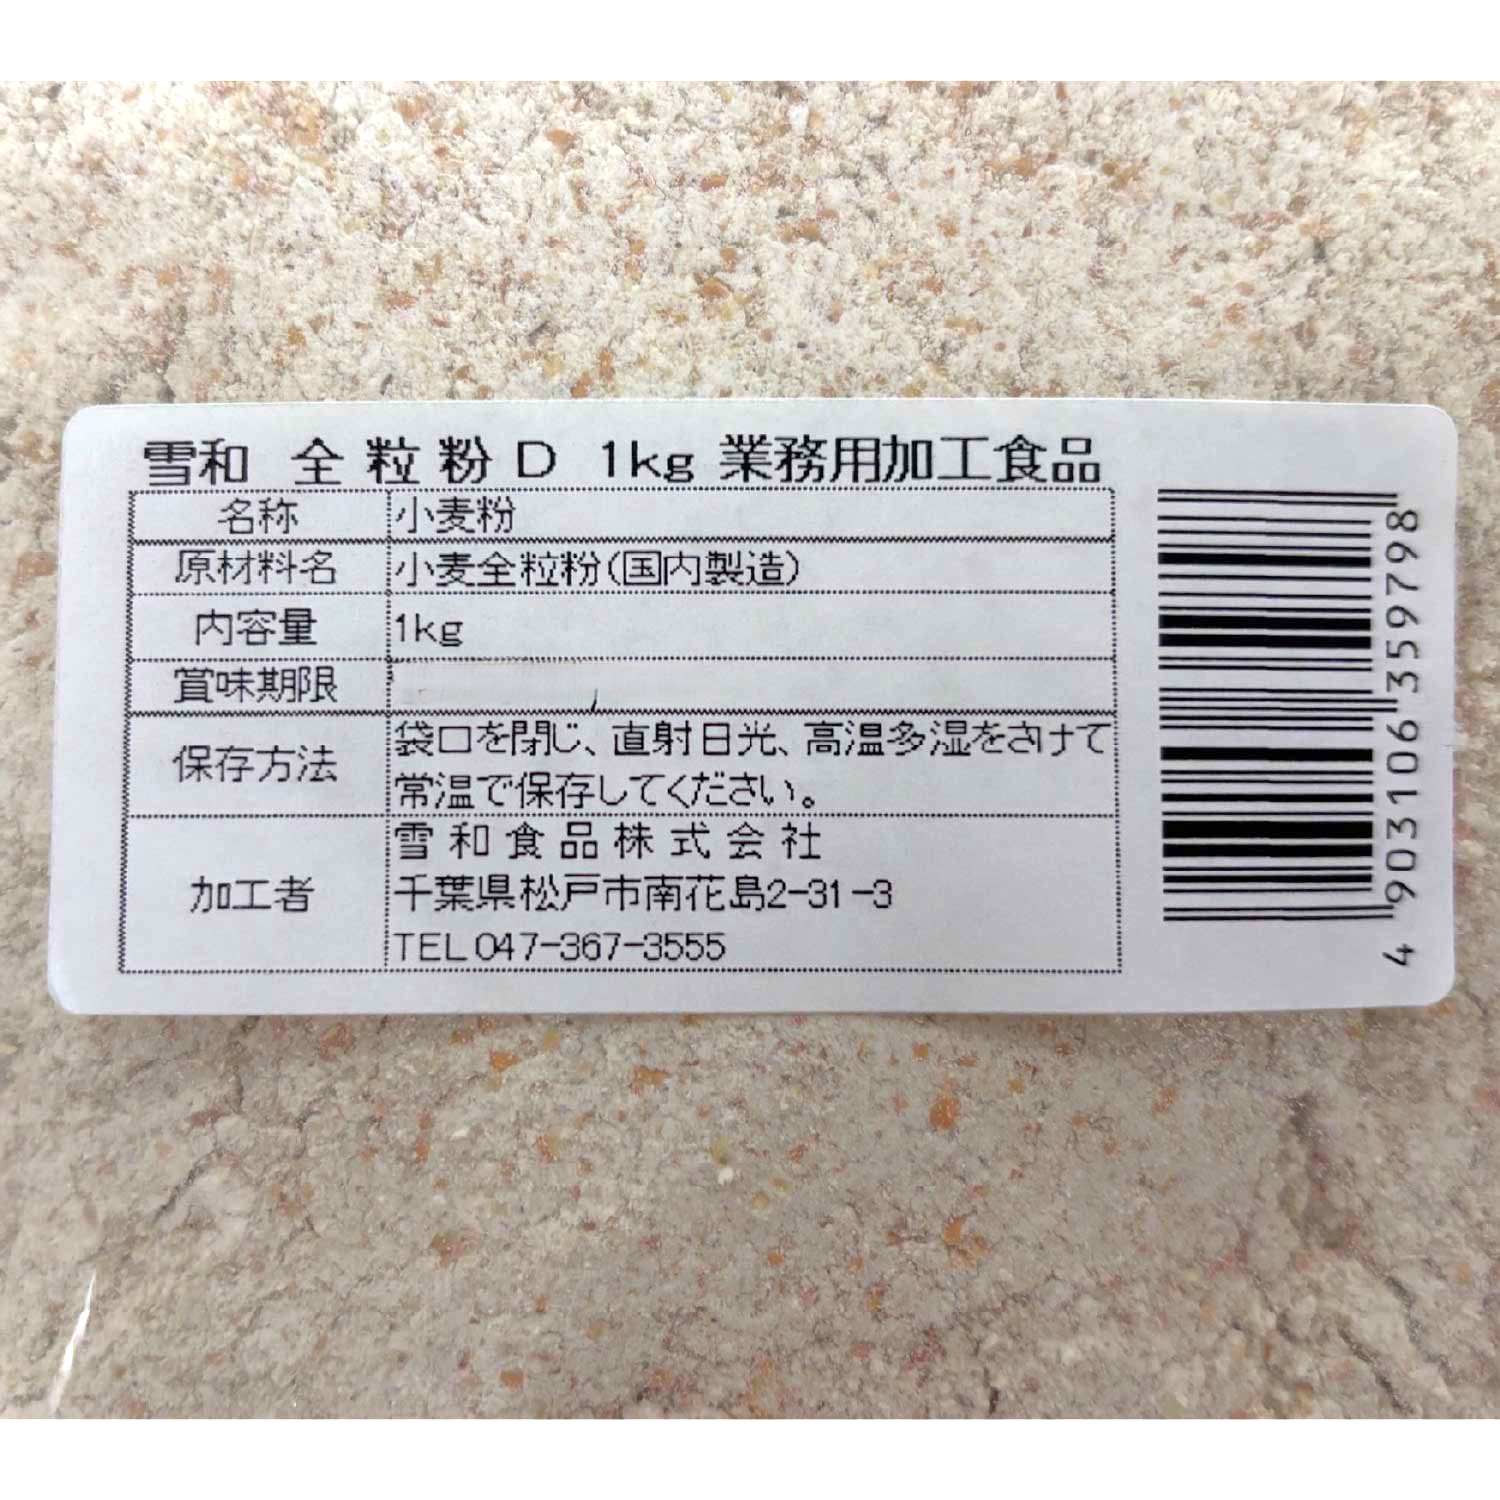 雪和 全粒粉D 1kg 業務用加工食品
名称 小麦粉
原材料名 小麦全粒粉(国内製造)
内容量 1kg
賞味期限
保存方法 袋口を閉じ、直射日光、高温多湿をさけて
常温で保存してください。
加工者 雪和食品株式会社
千葉県松戸市南花島2-31-3
TEL047-367-3555
4903106359798